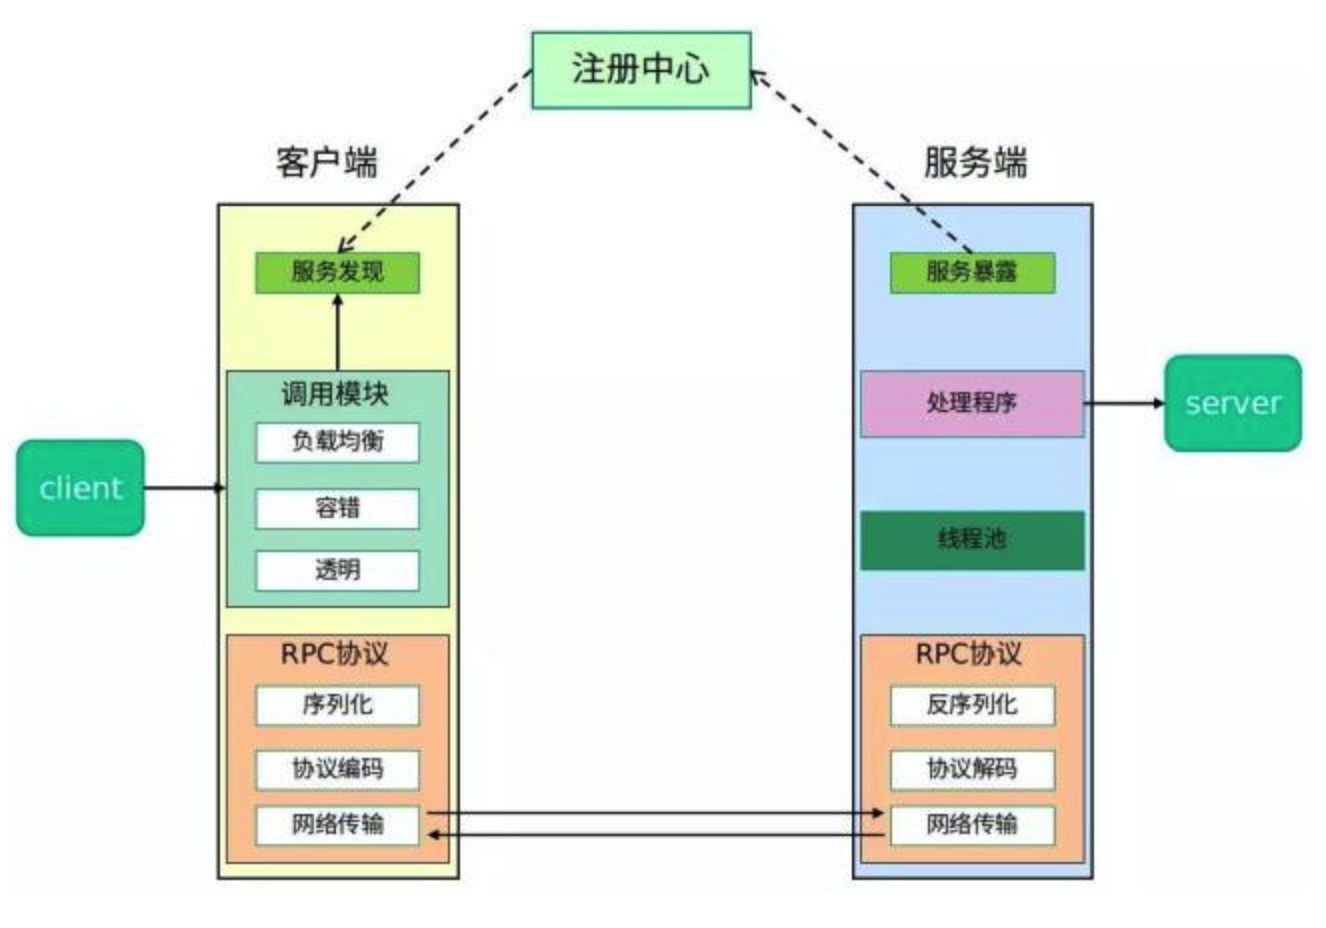 注册中心
客户端
服务端
服务发现
服务暴露
调用模块
负载均衡
容错
透明
处理程序
线程池
client
server
RPC协议
序列化
协议编码
网络传输
RPC协议
反序列化
协议解码
网络传输